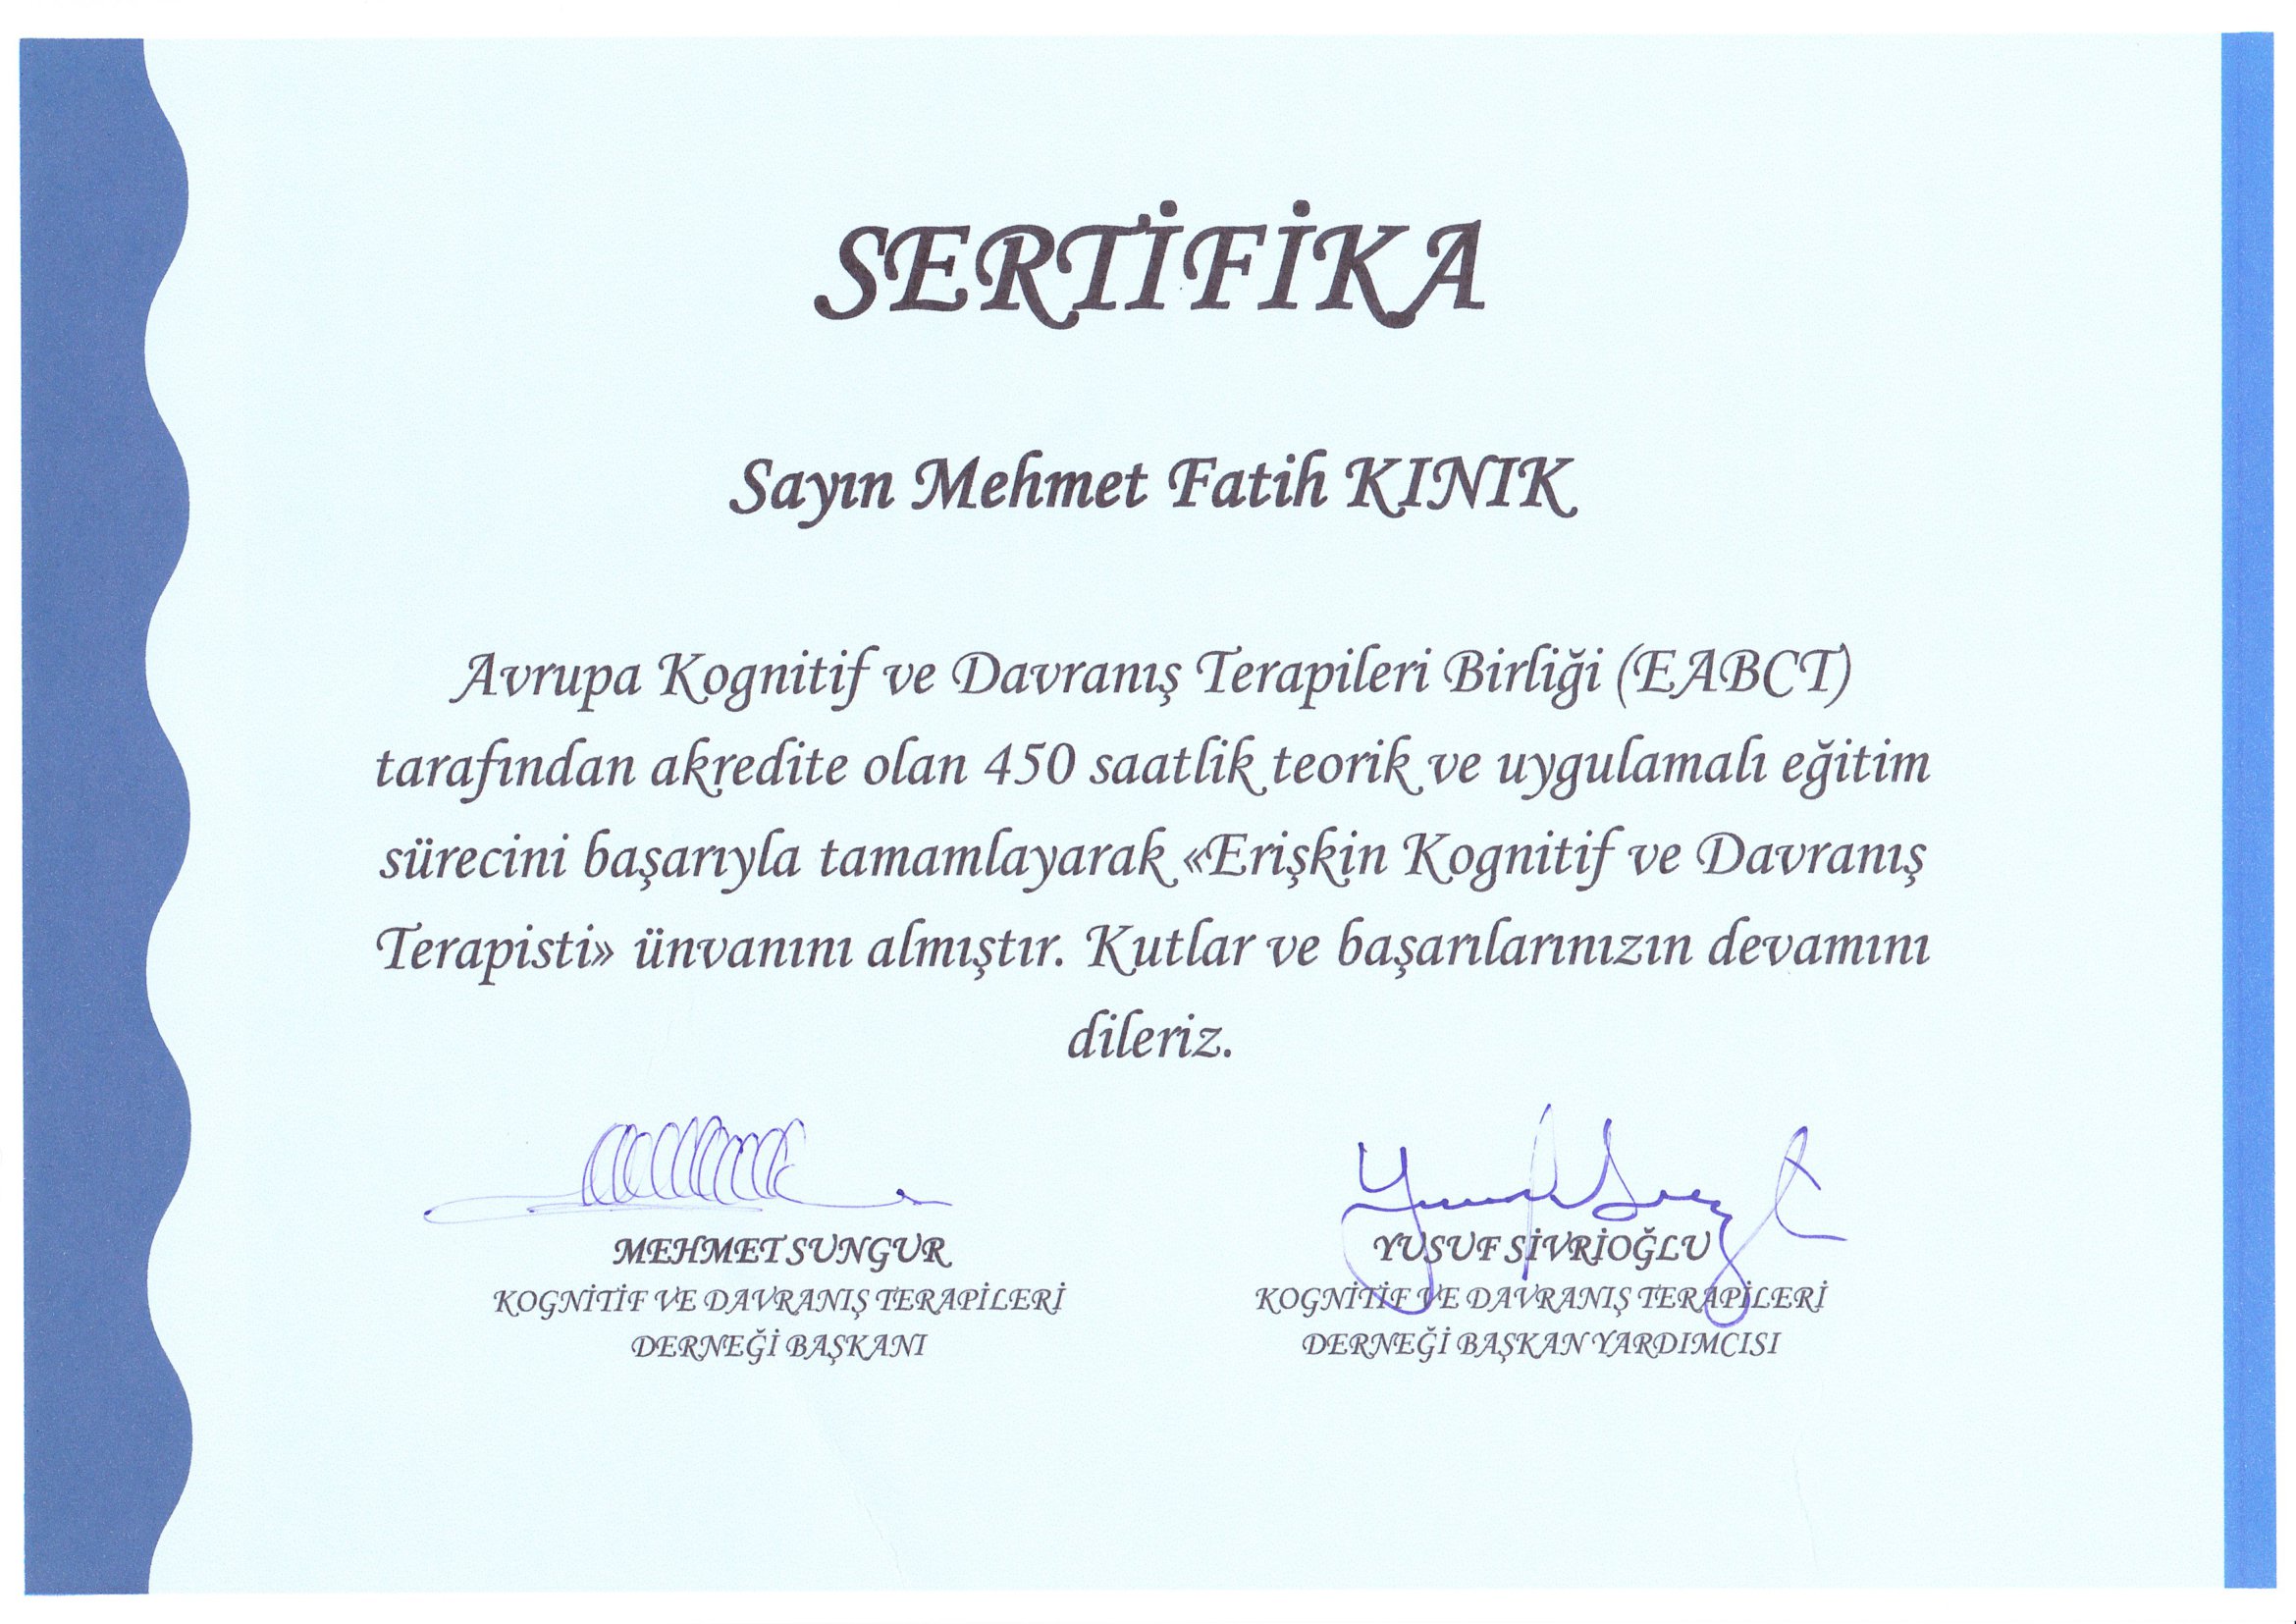 SERTİFİKA
Sayın Mehmet Fatih KINIK
Avrupa Kognitif ve Davranış Terapileri Birliği (EABCT)
tarafından akredite olan 450 saatlik teorik ve uygulamalı eğitim
sürecini başarıyla tamamlayarak «Erişkin Kognitif ve Davranış
Terapisti» ünvanını almıştır. Kutlar ve başarılarınızın devamını
dileriz.
MEHMET SUNGUR
KOGNİTİF VE DAVRANIŞ TERAPİLERİ
DERNEĞİ BAŞKANI
YUSUF SİVRİOĞLU
KOGNİTİF VE DAVRANIŞ TERAPİLERİ
DERNEĞİ BAŞKAN YARDIMCISI